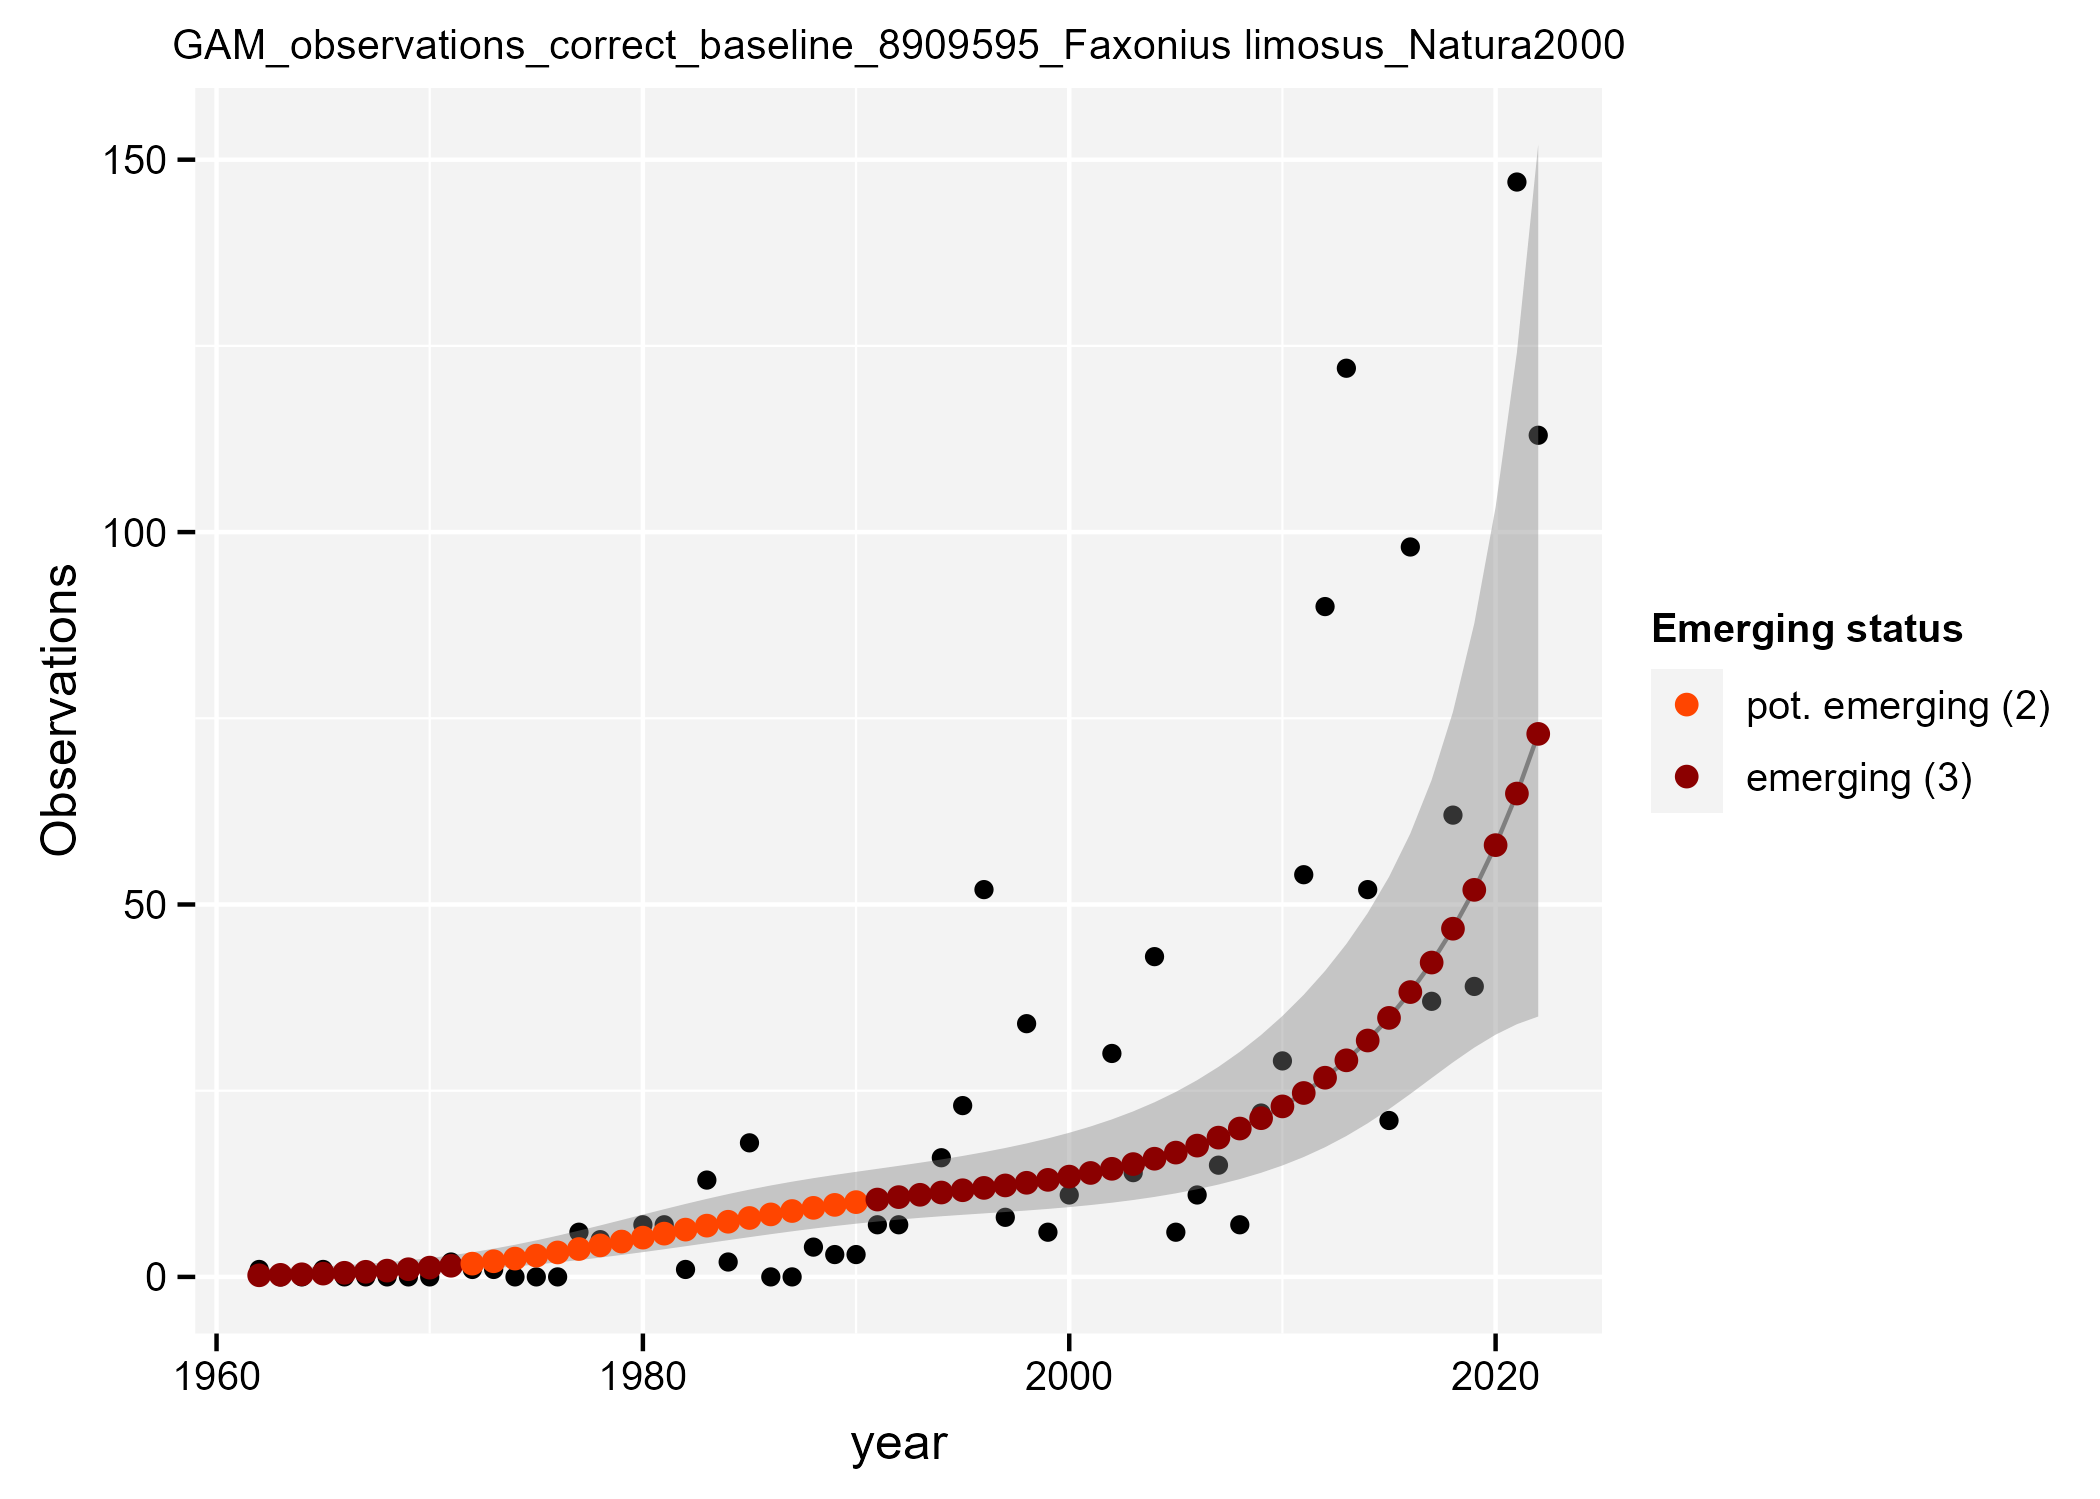 GAM_observations_correct_baseline_8909595_Faxonius limosus_Natura2000
150
100
50
0
Observations
1960 1980 2000 2020
year
Emerging status
pot. emerging (2)
emerging (3)